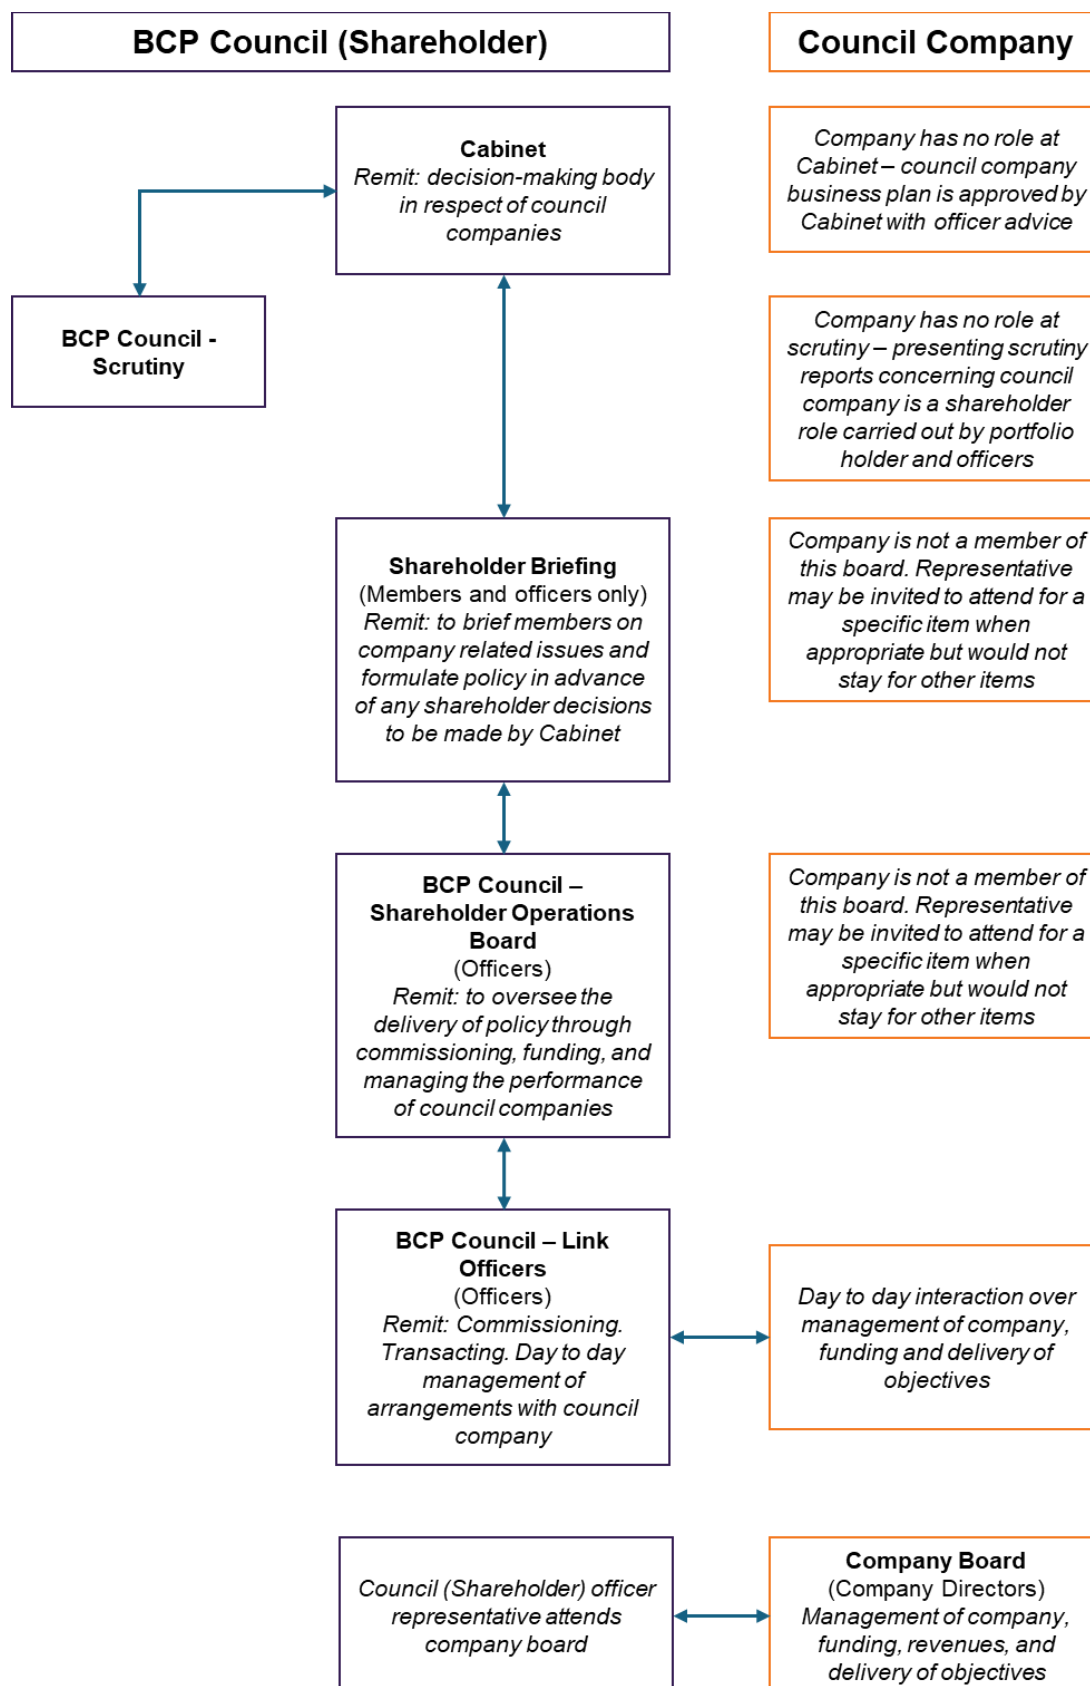 BCP Council (Shareholder)
Council Company
Cabinet
Remit: decision-making body
in respect of council
companies
Company has no role at
Cabinet – council company
business plan is approved by
Cabinet with officer advice
BCP Council -
Scrutiny
Company has no role at
scrutiny – presenting scrutiny
reports concerning council
company is a shareholder
role carried out by portfolio
holder and officers
Shareholder Briefing
(Members and officers only)
Remit: to brief members on
company related issues and
formulate policy in advance
of any shareholder decisions
to be made by Cabinet
Company is not a member of
this board. Representative
may be invited to attend for a
specific item when
appropriate but would not
stay for other items
BCP Council –
Shareholder Operations
Board
(Officers)
Remit: to oversee the
delivery of policy through
commissioning, funding, and
managing the performance
of council companies
Company is not a member of
this board. Representative
may be invited to attend for a
specific item when
appropriate but would not
stay for other items
BCP Council – Link
Officers
(Officers)
Remit: Commissioning.
Transacting. Day to day
management of
arrangements with council
company
Day to day interaction over
management of company,
funding and delivery of
objectives
Council (Shareholder) officer
representative attends
company board
Company Board
(Company Directors)
Management of company,
funding, revenues, and
delivery of objectives